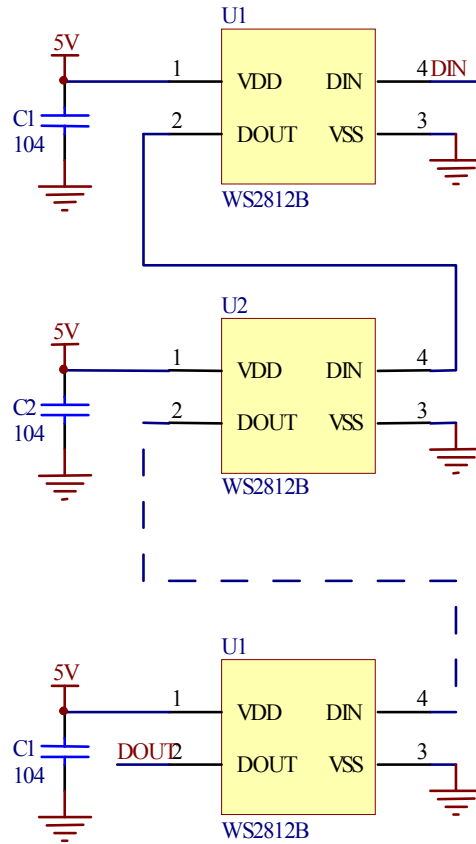 U1
5V
1 VDD DIN 4 DIN
C1
104
2 DOUT VSS 3
WS2812B
U2
5V
1 VDD DIN 4
C2
104
2 DOUT VSS 3
WS2812B
U1
5V
1 VDD DIN 4
C1
104
DOUT 2 DOUT VSS 3
WS2812B